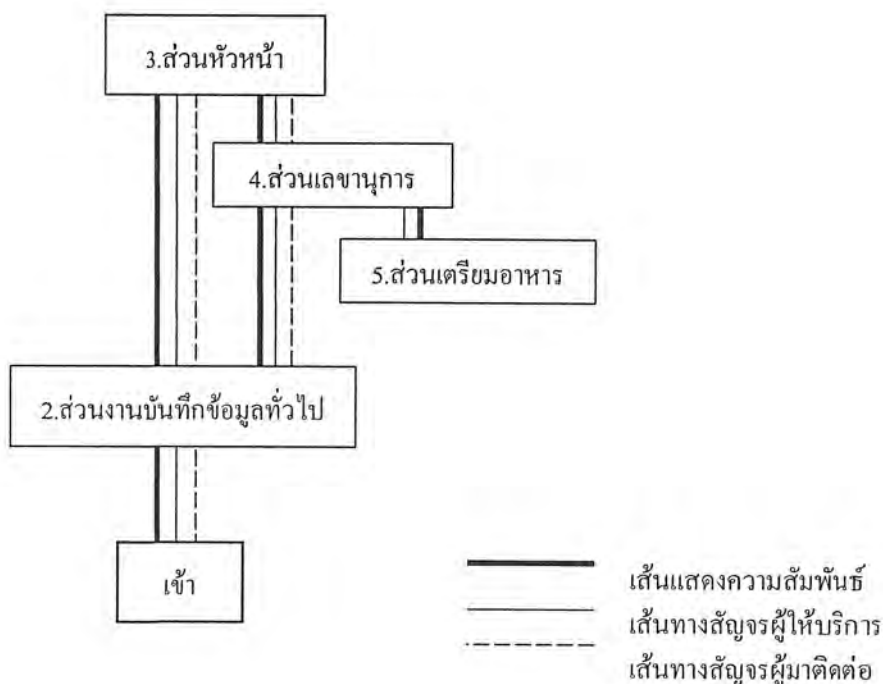 3.ส่วนหัวหน้า
4.ส่วนเลขานุการ
5.ส่วนเตรียมอาหาร
2.ส่วนงานบันทึกข้อมูลทั่วไป
เข้า
เส้นแสดงความสัมพันธ์
เส้นทางสัญจรผู้ให้บริการ
เส้นทางสัญจรผู้มาติดต่อ